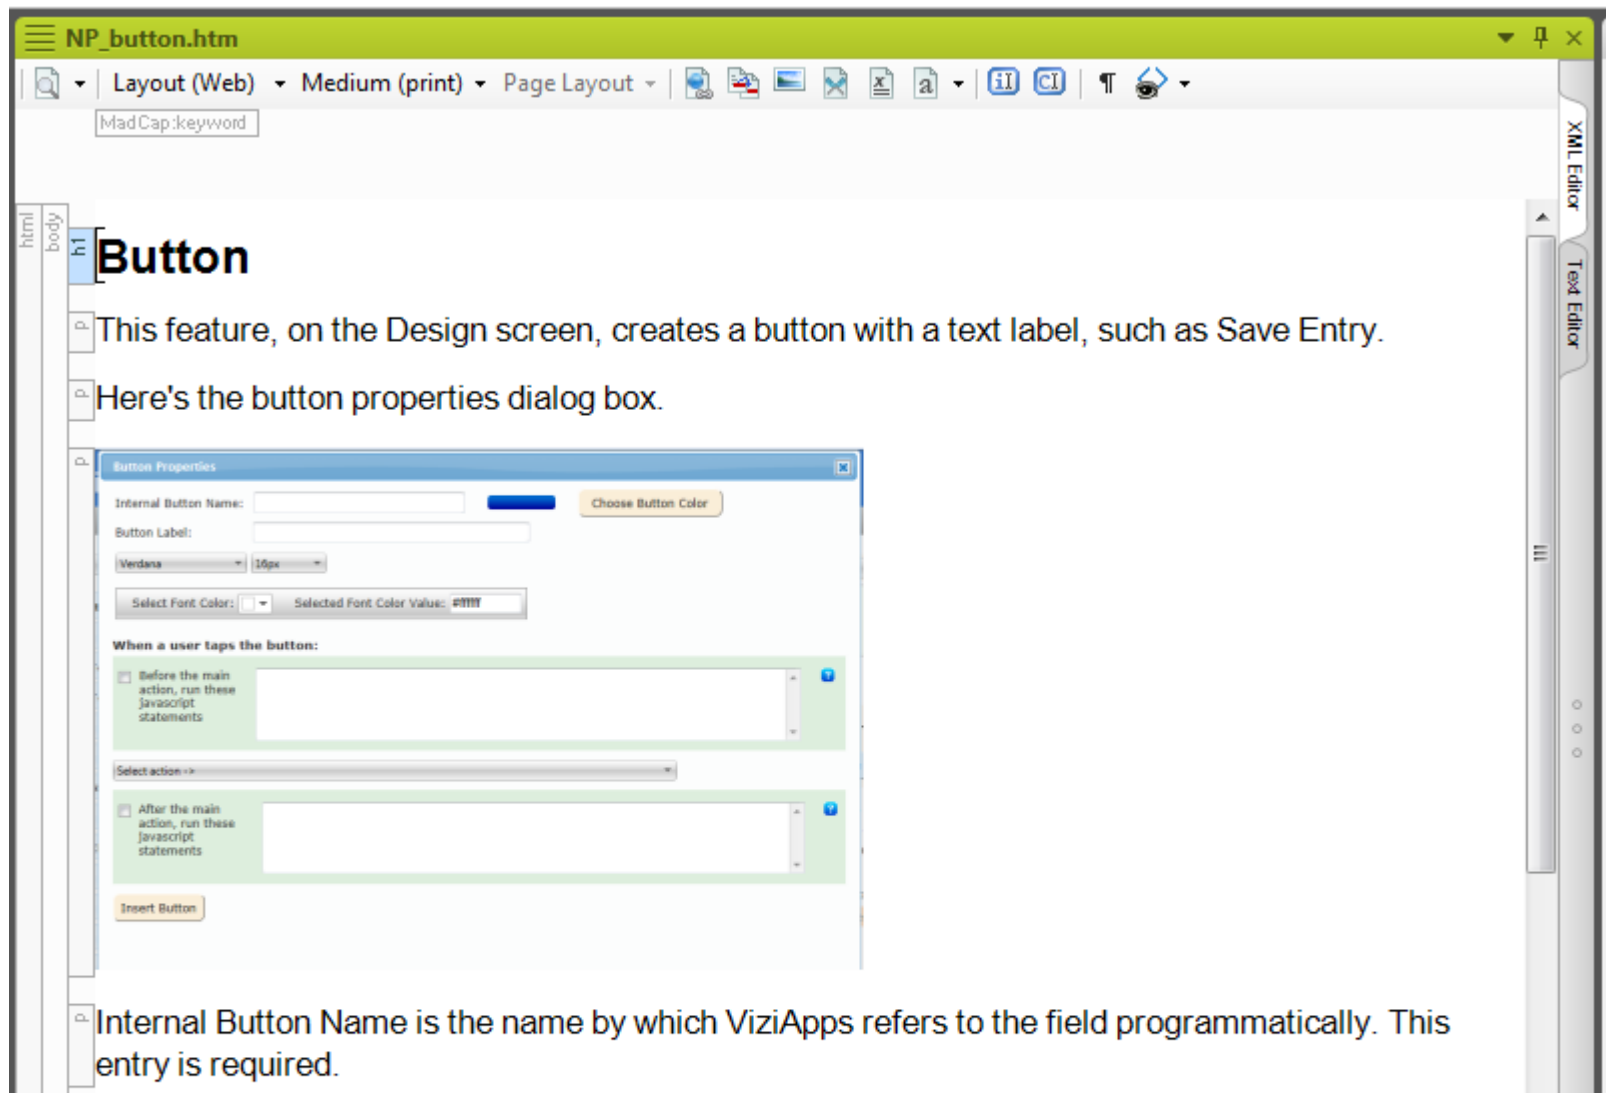 NP_button.htm
Layout (Web) Medium (print) Page Layout
MadCap:keyword
XML Editor
Text Editor
html
body
h1
Button
p
This feature, on the Design screen, creates a button with a text label, such as Save Entry.
p
Here's the button properties dialog box.
p
Button Properties
Internal Button Name: Choose Button Color
Button Label:
Verdana 16px
Select Font Color: Selected Font Color Value: #ffffff
When a user taps the button:
Before the main
action, run these
javascript
statements
Select action ->
After the main
action, run these
javascript
statements
Insert Button
p
Internal Button Name is the name by which ViziApps refers to the field programmatically. This
entry is required.